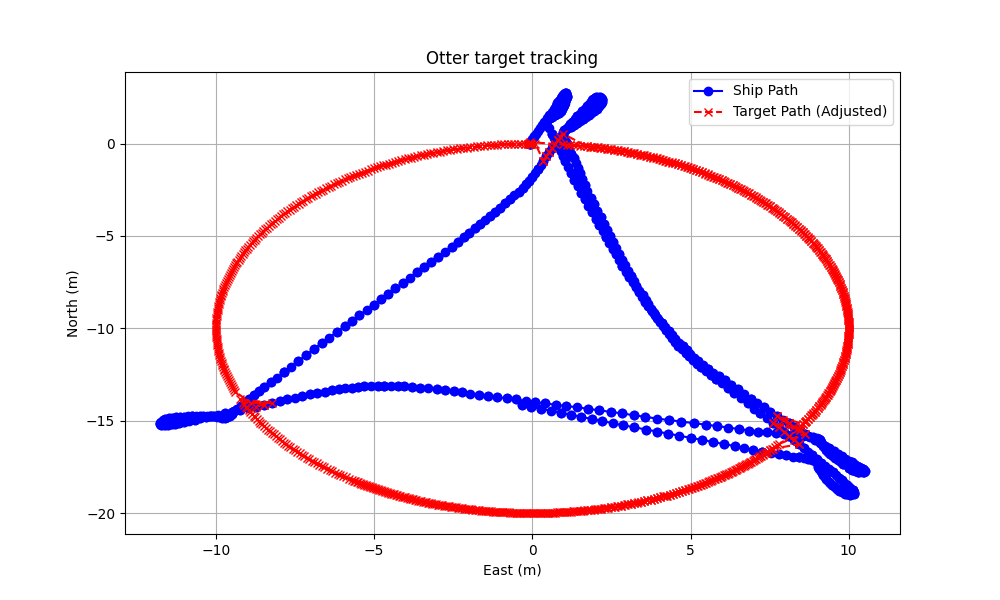 Otter target tracking
Ship Path
Target Path (Adjusted)
0
−5
−10
−15
−20
North (m)
−10
−5
0
5
10
East (m)